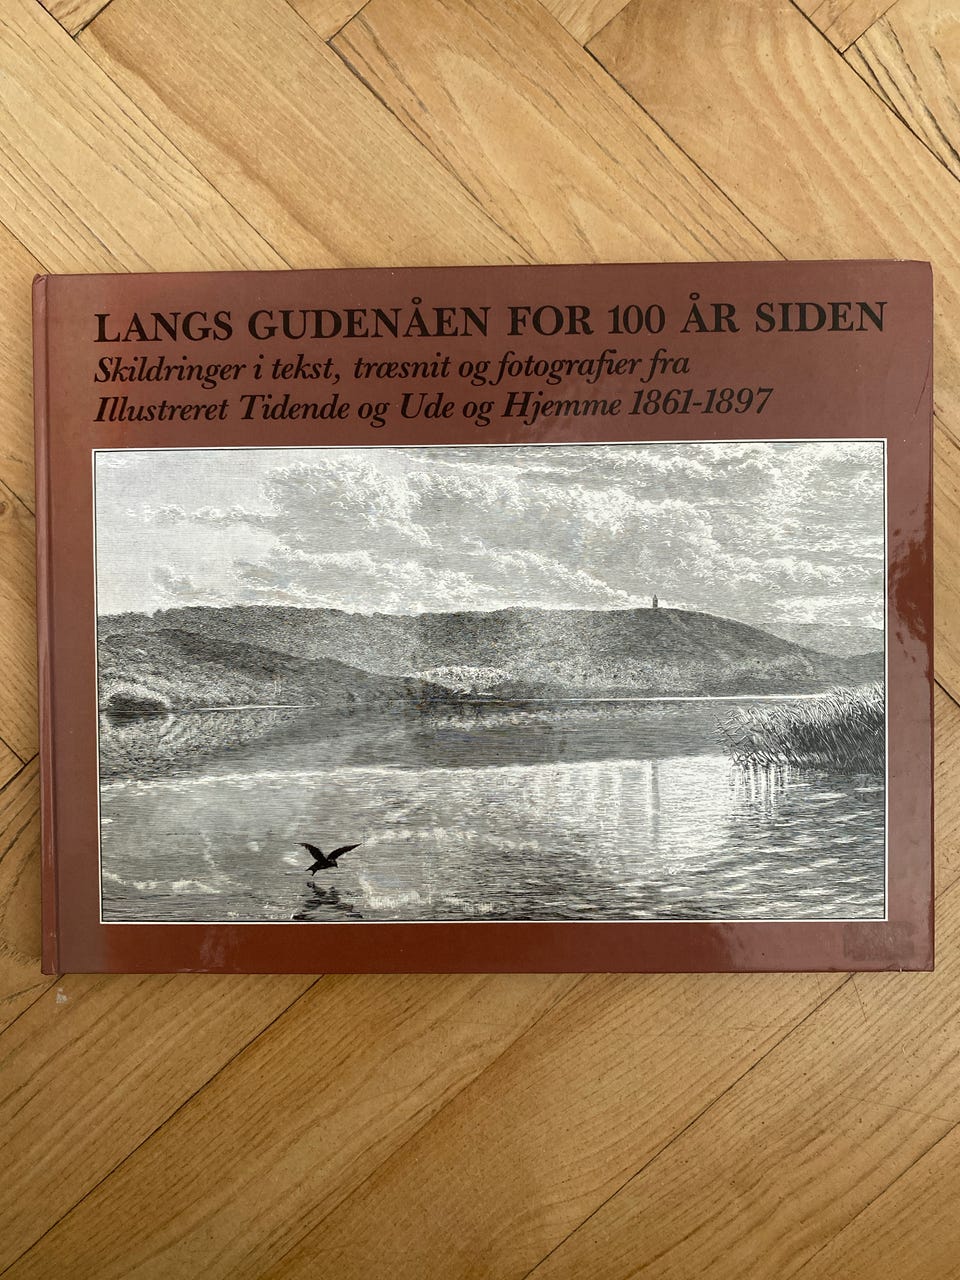 LANGS GUDENÅEN FOR 100 ÅR SIDEN
Skildringer i tekst, træsnit og fotografier fra
Illustreret Tidende og Ude og Hjemme 1861-1897